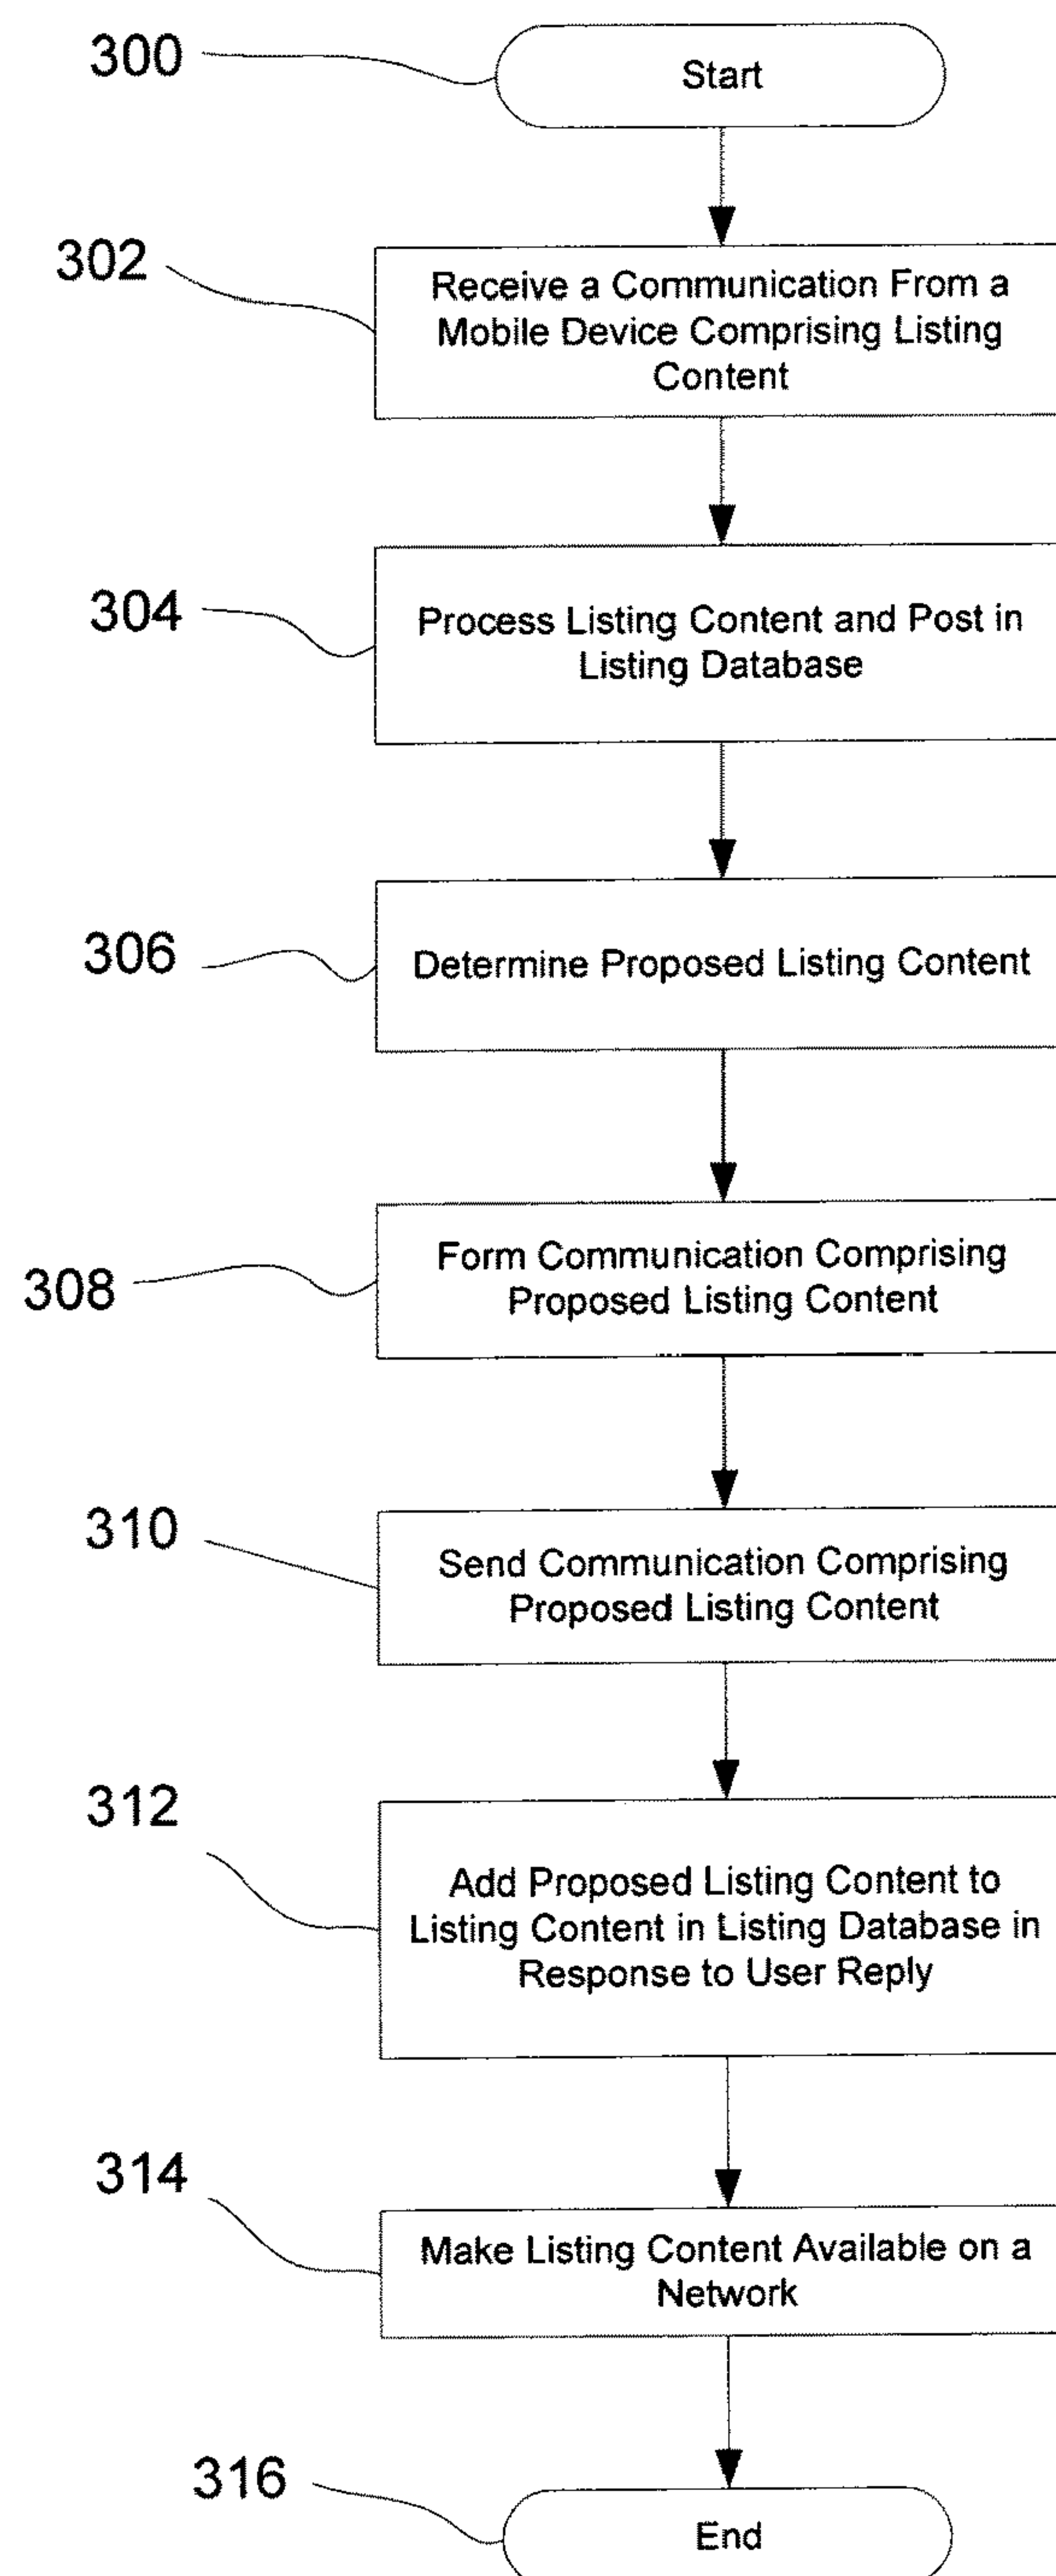 300
Start
302
Receive a Communication From a
Mobile Device Comprising Listing
Content
304
Process Listing Content and Post in
Listing Database
306
Determine Proposed Listing Content
308
Form Communication Comprising
Proposed Listing Content
310
Send Communication Comprising
Proposed Listing Content
312
Add Proposed Listing Content to
Listing Content in Listing Database in
Response to User Reply
314
Make Listing Content Available on a
Network
316
End